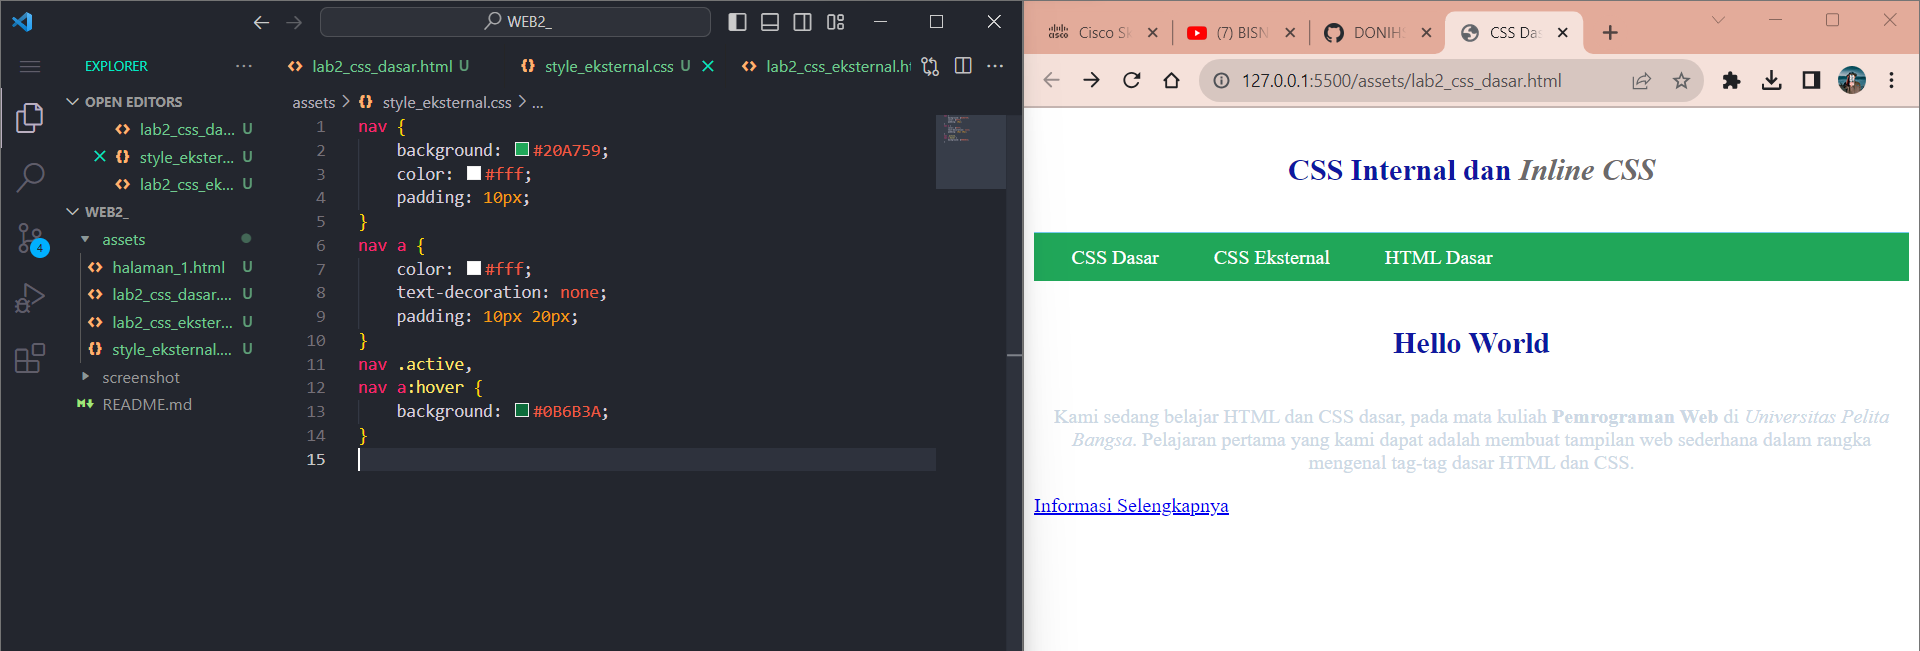 WEB2_
EXPLORER
OPEN EDITORS
lab2_css_da... U
style_ekster... U
lab2_css_ek... U
WEB2_
assets
halaman_1.html U
lab2_css_dasar.... U
lab2_css_ekster... U
style_eksternal.... U
screenshot
README.md
4
lab2_css_dasar.html U
style_eksternal.css U
lab2_css_eksternal.ht
assets > style_eksternal.css > ...
1 nav {
2 background: #20A759;
3 color: #fff;
4 padding: 10px;
5 }
6 nav a {
7 color: #fff;
8 text-decoration: none;
9 padding: 10px 20px;
10 }
11 nav .active,
12 nav a:hover {
13 background: #0B6B3A;
14 }
15
cisco Cisco Sk
(7) BISN
DONIHS
CSS Das
127.0.0.1:5500/assets/lab2_css_dasar.html
CSS Internal dan Inline CSS
CSS Dasar CSS Eksternal HTML Dasar
Hello World
Kami sedang belajar HTML dan CSS dasar, pada mata kuliah Pemrograman Web di Universitas Pelita
Bangsa. Pelajaran pertama yang kami dapat adalah membuat tampilan web sederhana dalam rangka
mengenal tag-tag dasar HTML dan CSS.
Informasi Selengkapnya